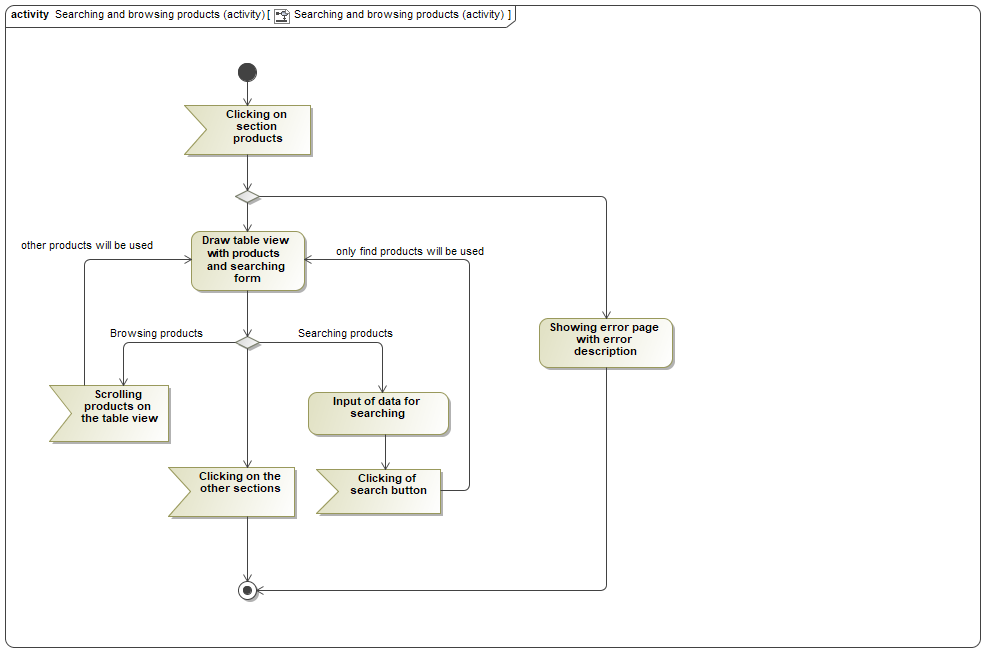 activity Searching and browsing products (activity) [ Searching and browsing products (activity) ]
Clicking on
section
products
other products will be used
Draw table view
with products
and searching
form
only find products will be used
Showing error page
with error
description
Browsing products
Searching products
Scrolling
products on
the table view
Input of data for
searching
Clicking on the
other sections
Clicking of
search button